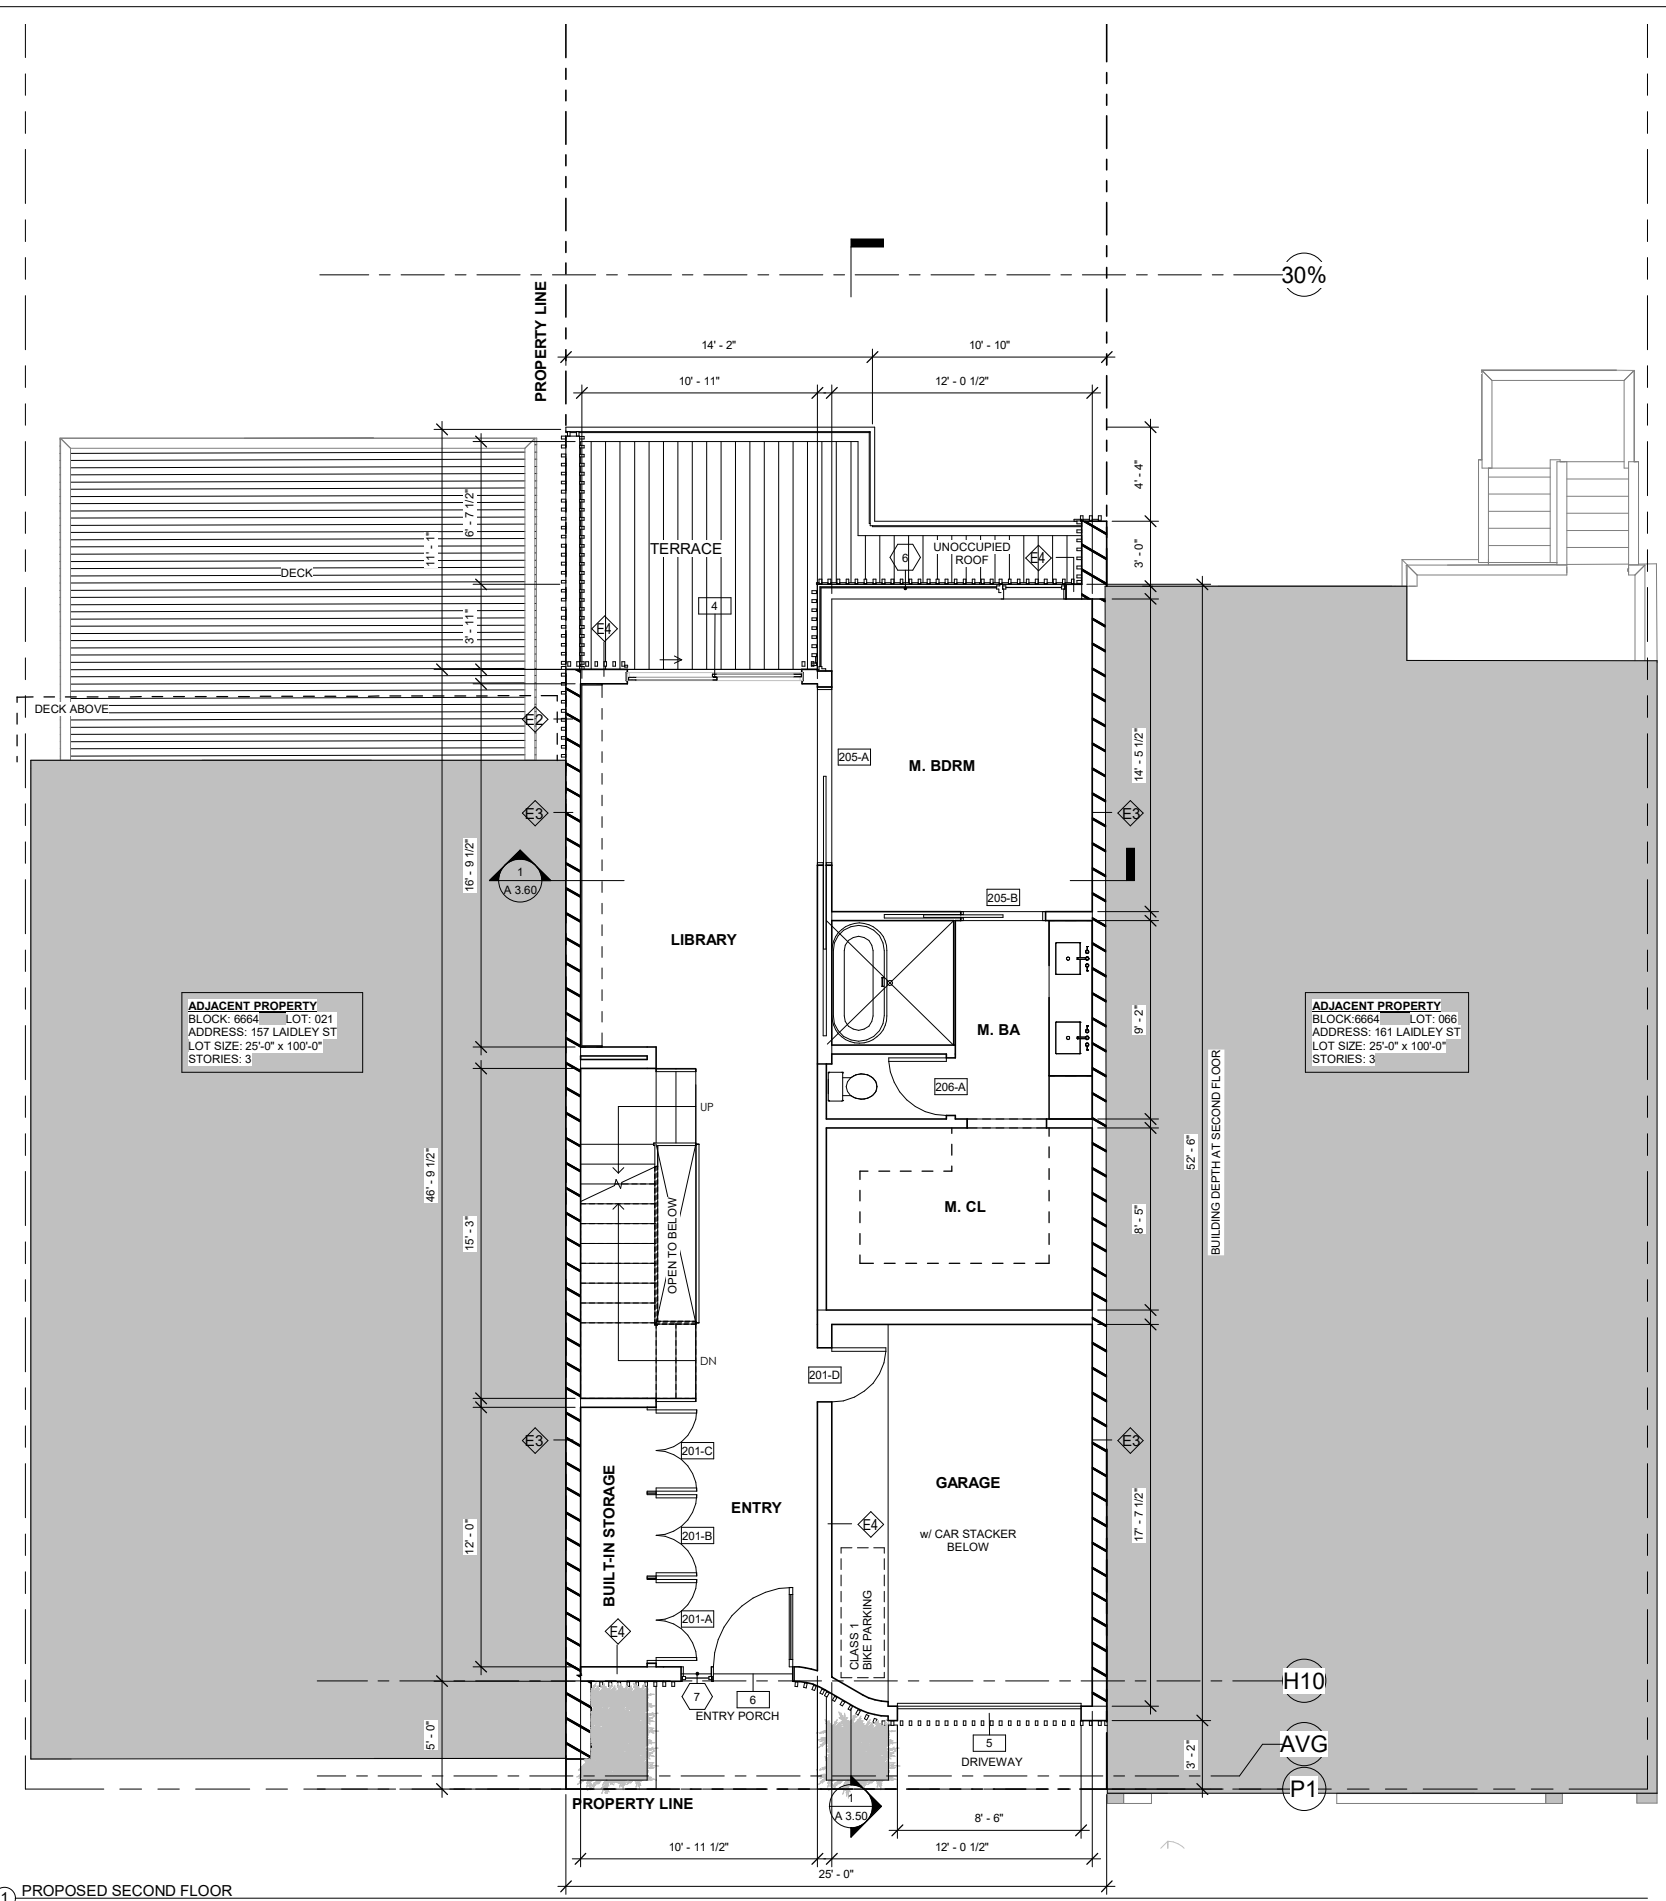 30%
PROPERTY LINE
14' - 2"
10' - 10"
10' - 11"
12' - 0 1/2"
4' - 4"
6' - 7 1/2"
11' - 1"
3' - 0"
TERRACE
6
UNOCCUPIED
ROOF
E4
DECK
4
E4
3' - 11"
DECK ABOVE
E2
205-A
M. BDRM
14' - 5 1/2"
E3
E3
16' - 9 1/2"
1
A 3.60
205-B
LIBRARY
ADJACENT PROPERTY
BLOCK: 6664 LOT: 021
ADDRESS: 157 LAIDLEY ST
LOT SIZE: 25'-0" x 100'-0"
STORIES: 3
M. BA
9' - 2"
ADJACENT PROPERTY
BLOCK:6664 LOT: 066
ADDRESS: 161 LAIDLEY ST
LOT SIZE: 25'-0" x 100'-0"
STORIES: 3
206-A
UP
46' - 9 1/2"
15' - 3"
OPEN TO BELOW
M. CL
8' - 5"
52' - 6"
BUILDING DEPTH AT SECOND FLOOR
DN
201-D
E3
201-C
E3
GARAGE
w/ CAR STACKER
BELOW
BUILT-IN STORAGE
ENTRY
E4
12' - 0"
201-B
17' - 7 1/2"
201-A
CLASS 1
BIKE PARKING
E4
H10
7
6
ENTRY PORCH
5
DRIVEWAY
5' - 0"
3' - 2"
AVG
P1
PROPERTY LINE
1
A 3.50
8' - 6"
10' - 11 1/2"
12' - 0 1/2"
25' - 0"
1
PROPOSED SECOND FLOOR